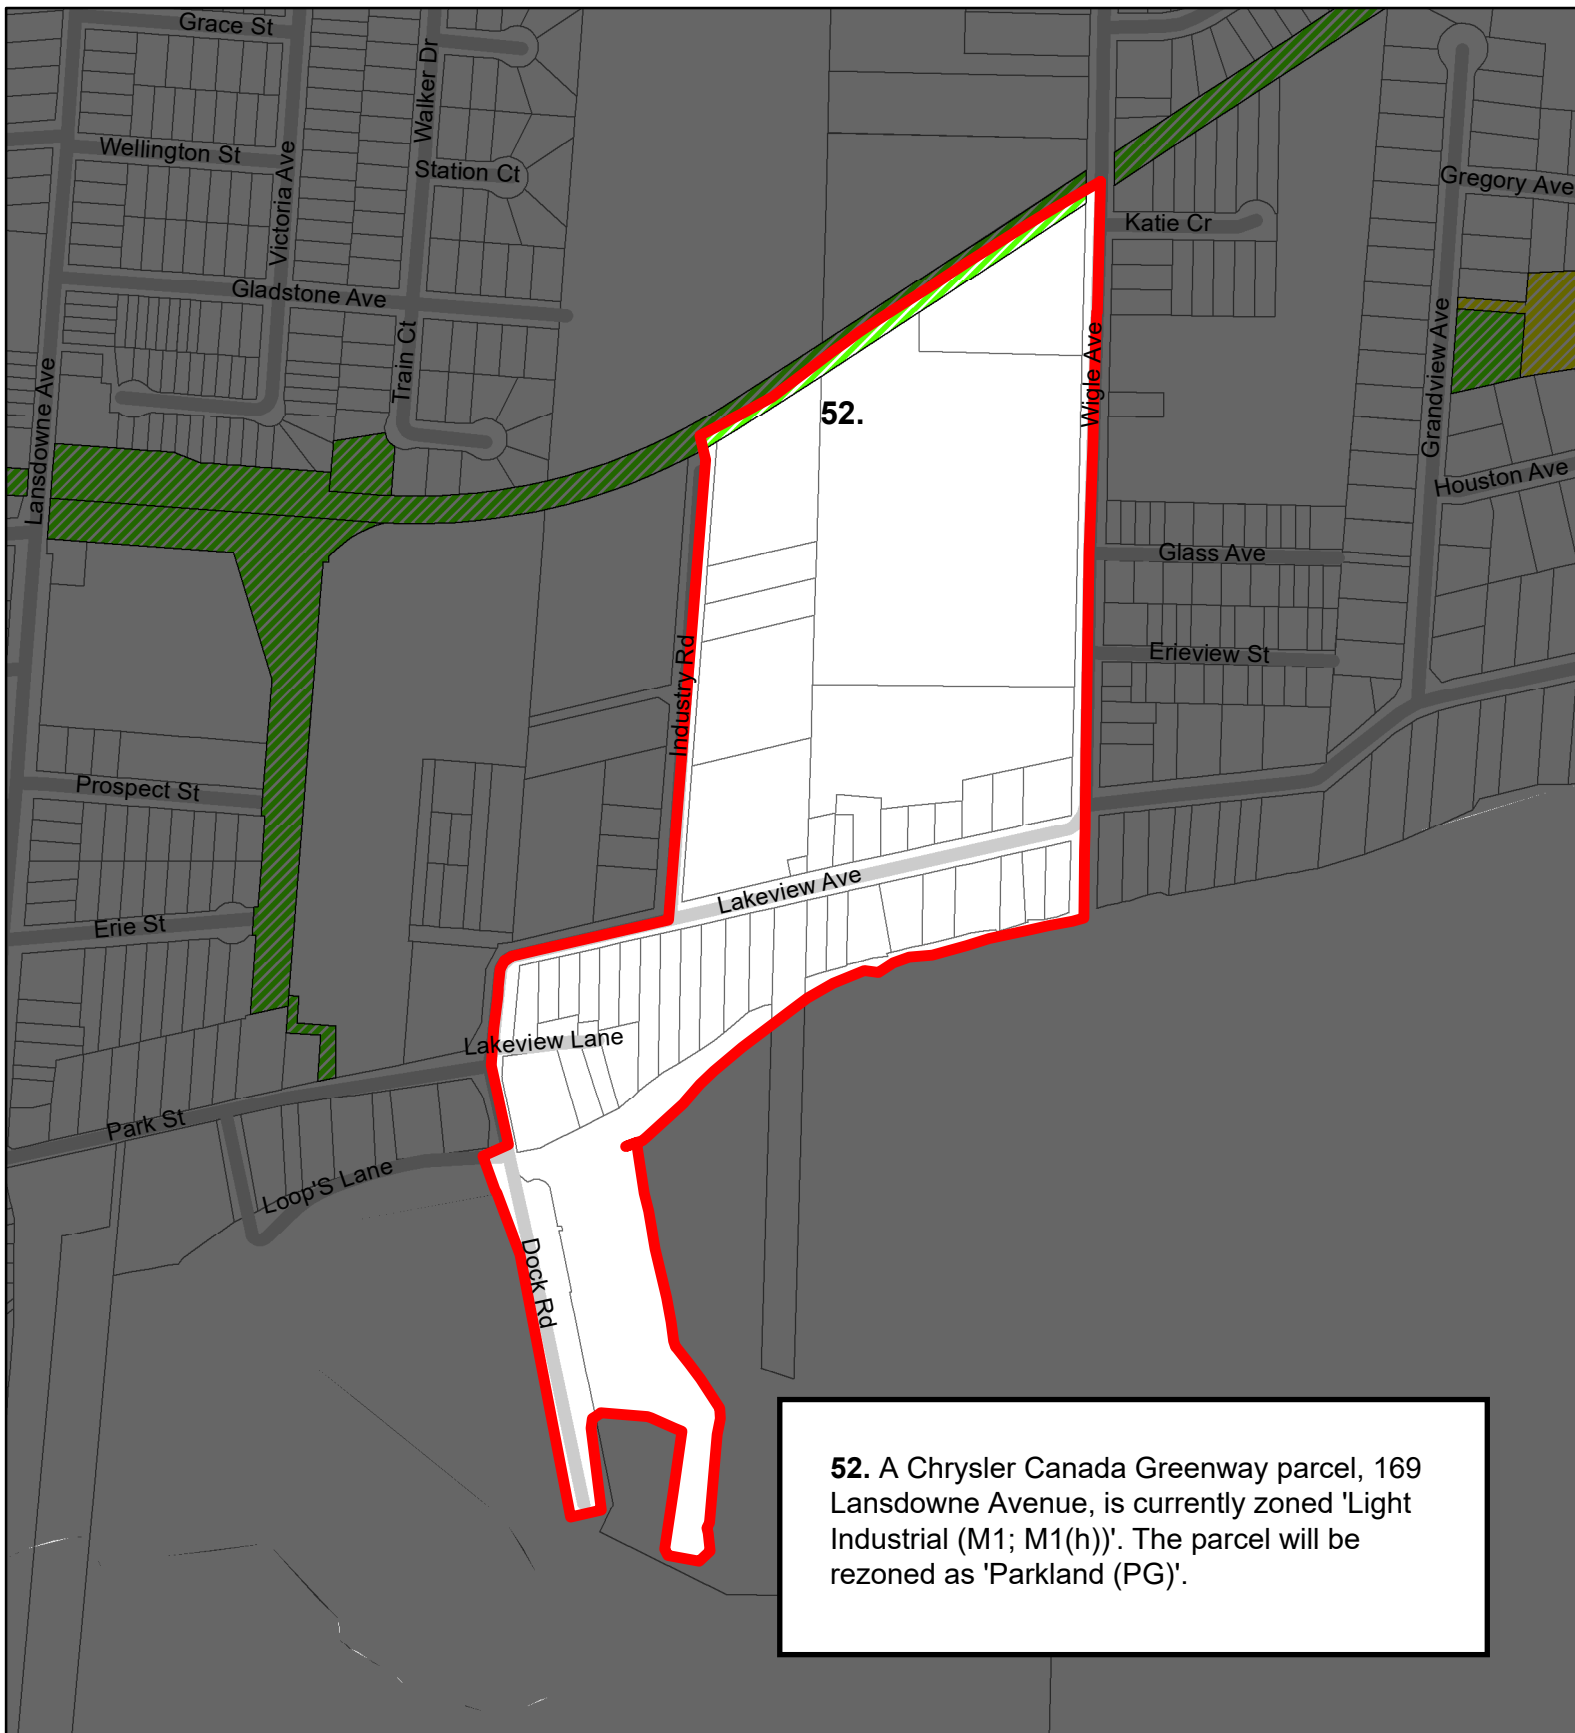 Grace St
Walker Dr
Wellington St
Victoria Ave
Station Ct
Gregory Ave
Katie Cr
Gladstone Ave
Train Ct
Wigle Ave
Grandview Ave
Lansdowne Ave
52.
Houston Ave
Glass Ave
Erieview St
Industry Rd
Prospect St
Lakeview Ave
Erie St
Lakeview Lane
Park St
Loop'S Lane
Dock Rd
52. A Chrysler Canada Greenway parcel, 169
Lansdowne Avenue, is currently zoned 'Light
Industrial (M1; M1(h))'. The parcel will be
rezoned as 'Parkland (PG)'.